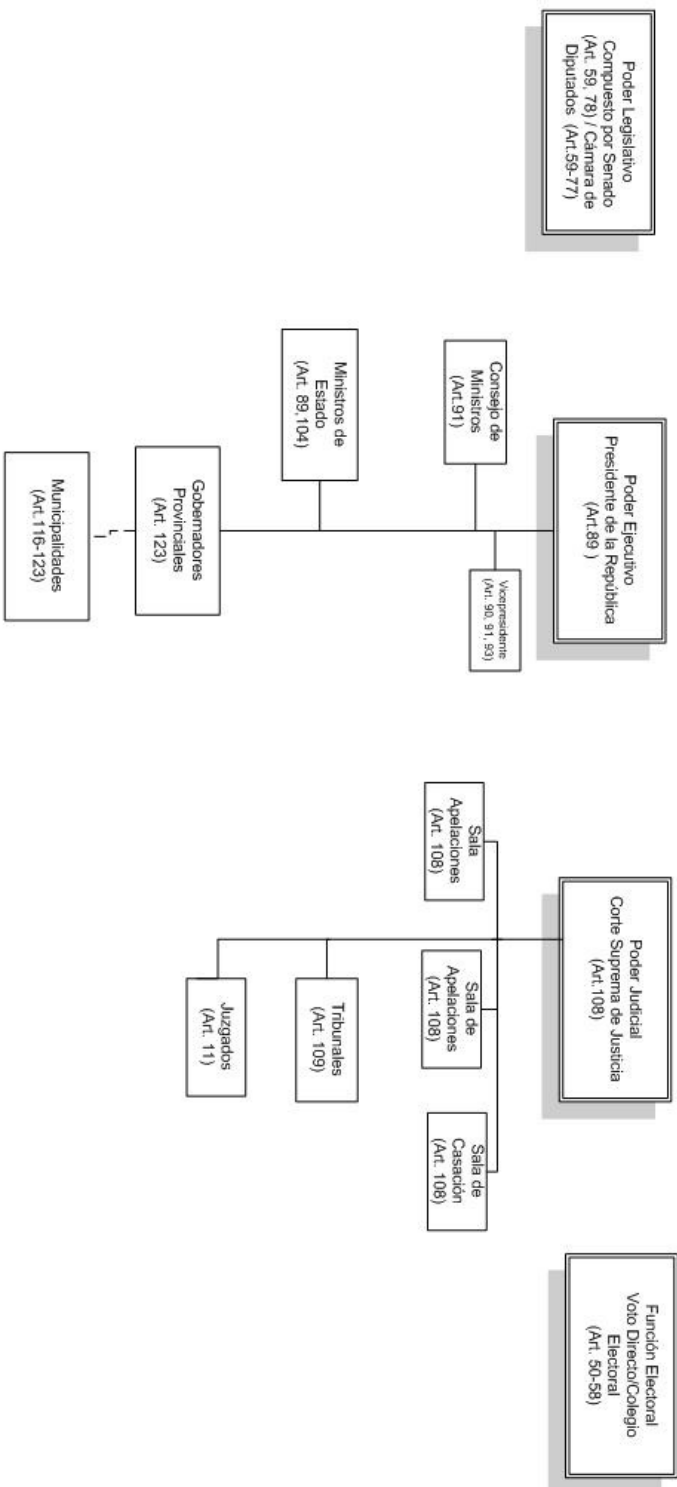 Poder Legislativo
Compuesto por Senado
(Art. 59, 78) / Cámara de
Diputados (Art.59-77)
Poder Ejecutivo
Presidente de la República
(Art.89 )
Consejo de
Ministros
(Art.91)
Vicepresidente
(Art. 90, 91, 93)
Ministros de
Estado
(Art. 89,104)
Gobernadores
Provinciales
(Art. 123)
Municipalidades
(Art.116-123)
Poder Judicial
Corte Suprema de Justicia
(Art.108)
Sala
Apelaciones
(Art. 108)
Sala de
Apelaciones
(Art. 108)
Sala de
Casación
(Art. 108)
Tribunales
(Art. 109)
Juzgados
(Art. 11)
Función Electoral
Voto Directo/Colegio
Electoral
(Art. 50-58)